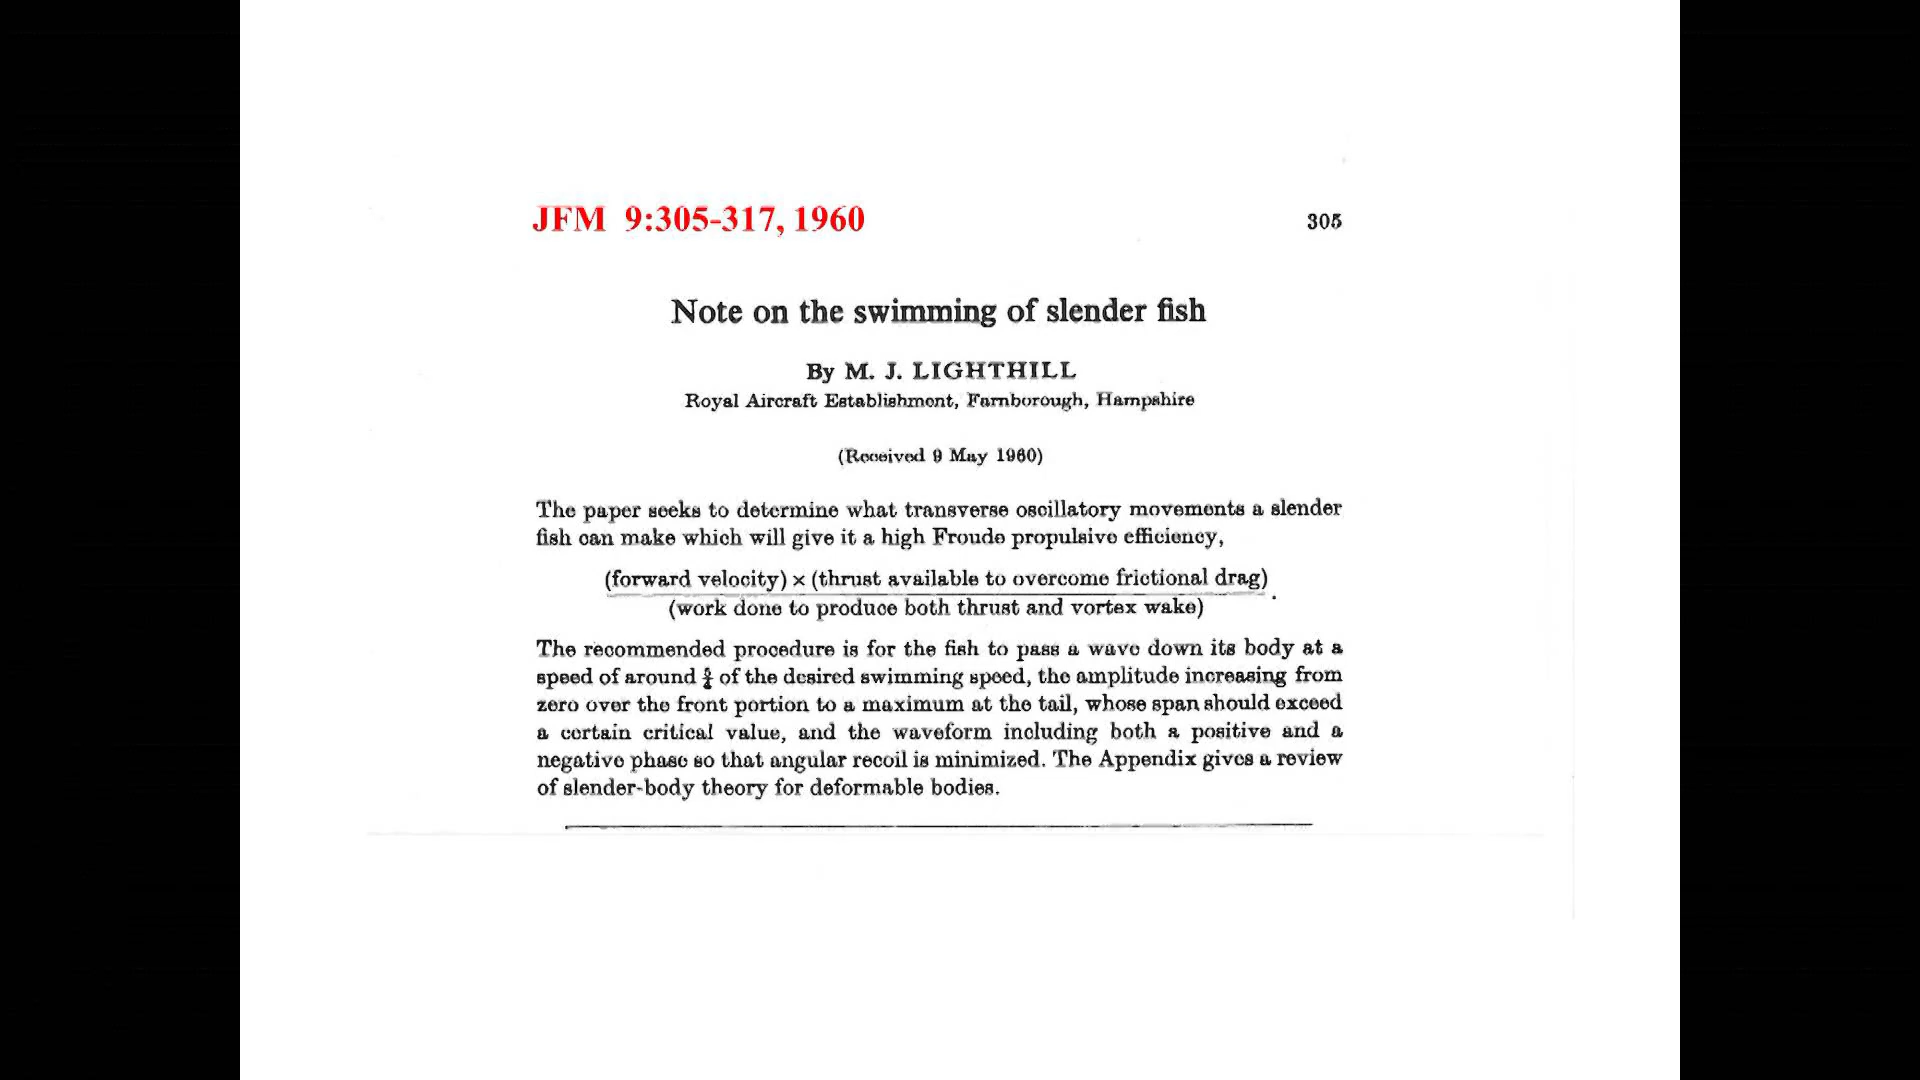 JFM 9:305-317, 1960
305
Note on the swimming of slender fish
By M. J. LIGHTHILL
Royal Aircraft Establishment, Farnborough, Hampshire
(Received 9 May 1960)
The paper seeks to determine what transverse oscillatory movements a slender
fish can make which will give it a high Froude propulsive efficiency,
(forward velocity) × (thrust available to overcome frictional drag)
(work done to produce both thrust and vortex wake)
.
The recommended procedure is for the fish to pass a wave down its body at a
speed of around of the desired swimming speed, the amplitude increasing from
zero over the front portion to a maximum at the tail, whose span should exceed
a certain critical value, and the waveform including both a positive and a
negative phase so that angular recoil is minimized. The Appendix gives a review
of slender-body theory for deformable bodies.